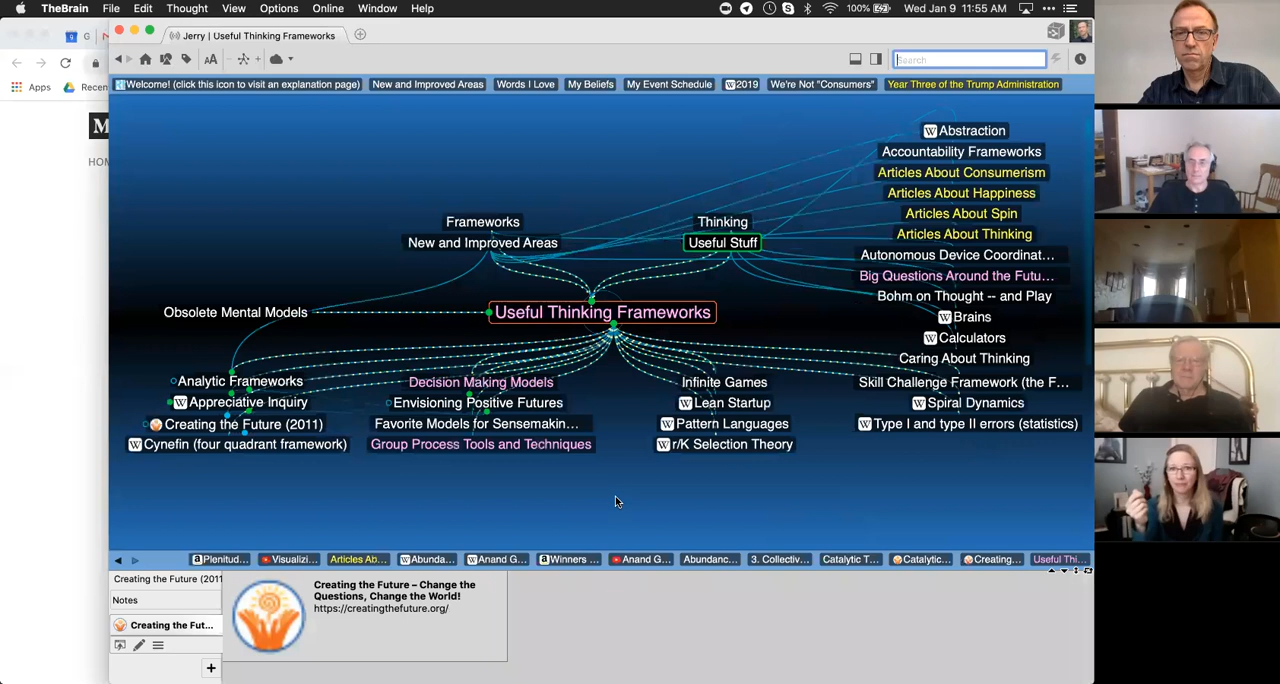 TheBrain File Edit Thought View Options Online Window Help 100% Wed Jan 9 11:55 AM
Jerry | Useful Thinking Frameworks
G
Apps Recen
AA Search
Welcome! (click this icon to visit an explanation page) New and Improved Areas Words I Love My Beliefs My Event Schedule W 2019 We're Not "Consumers" Year Three of the Trump Administration
M
HOM
W Abstraction
Accountability Frameworks
Articles About Consumerism
Articles About Happiness
Articles About Spin
Articles About Thinking
Autonomous Device Coordinat...
Big Questions Around the Futu...
Bohm on Thought -- and Play
W Brains
W Calculators
Caring About Thinking
Frameworks
New and Improved Areas
Thinking
Useful Stuff
Obsolete Mental Models
Useful Thinking Frameworks
Analytic Frameworks
W Appreciative Inquiry
Creating the Future (2011)
W Cynefin (four quadrant framework)
Decision Making Models
Envisioning Positive Futures
Favorite Models for Sensemakin...
Group Process Tools and Techniques
Infinite Games
W Lean Startup
W Pattern Languages
W r/K Selection Theory
Skill Challenge Framework (the F...
W Spiral Dynamics
W Type I and type II errors (statistics)
a Plenitud... Visualizi... Articles Ab... W Abunda... W Anand G... a Winners ... Anand G... Abundanc... 3. Collectiv... Catalytic T... Catalytic... Creating... Useful Thi...
Creating the Future (2011
Notes
Creating the Fut...
+
Creating the Future – Change the
Questions, Change the World!
https://creatingthefuture.org/